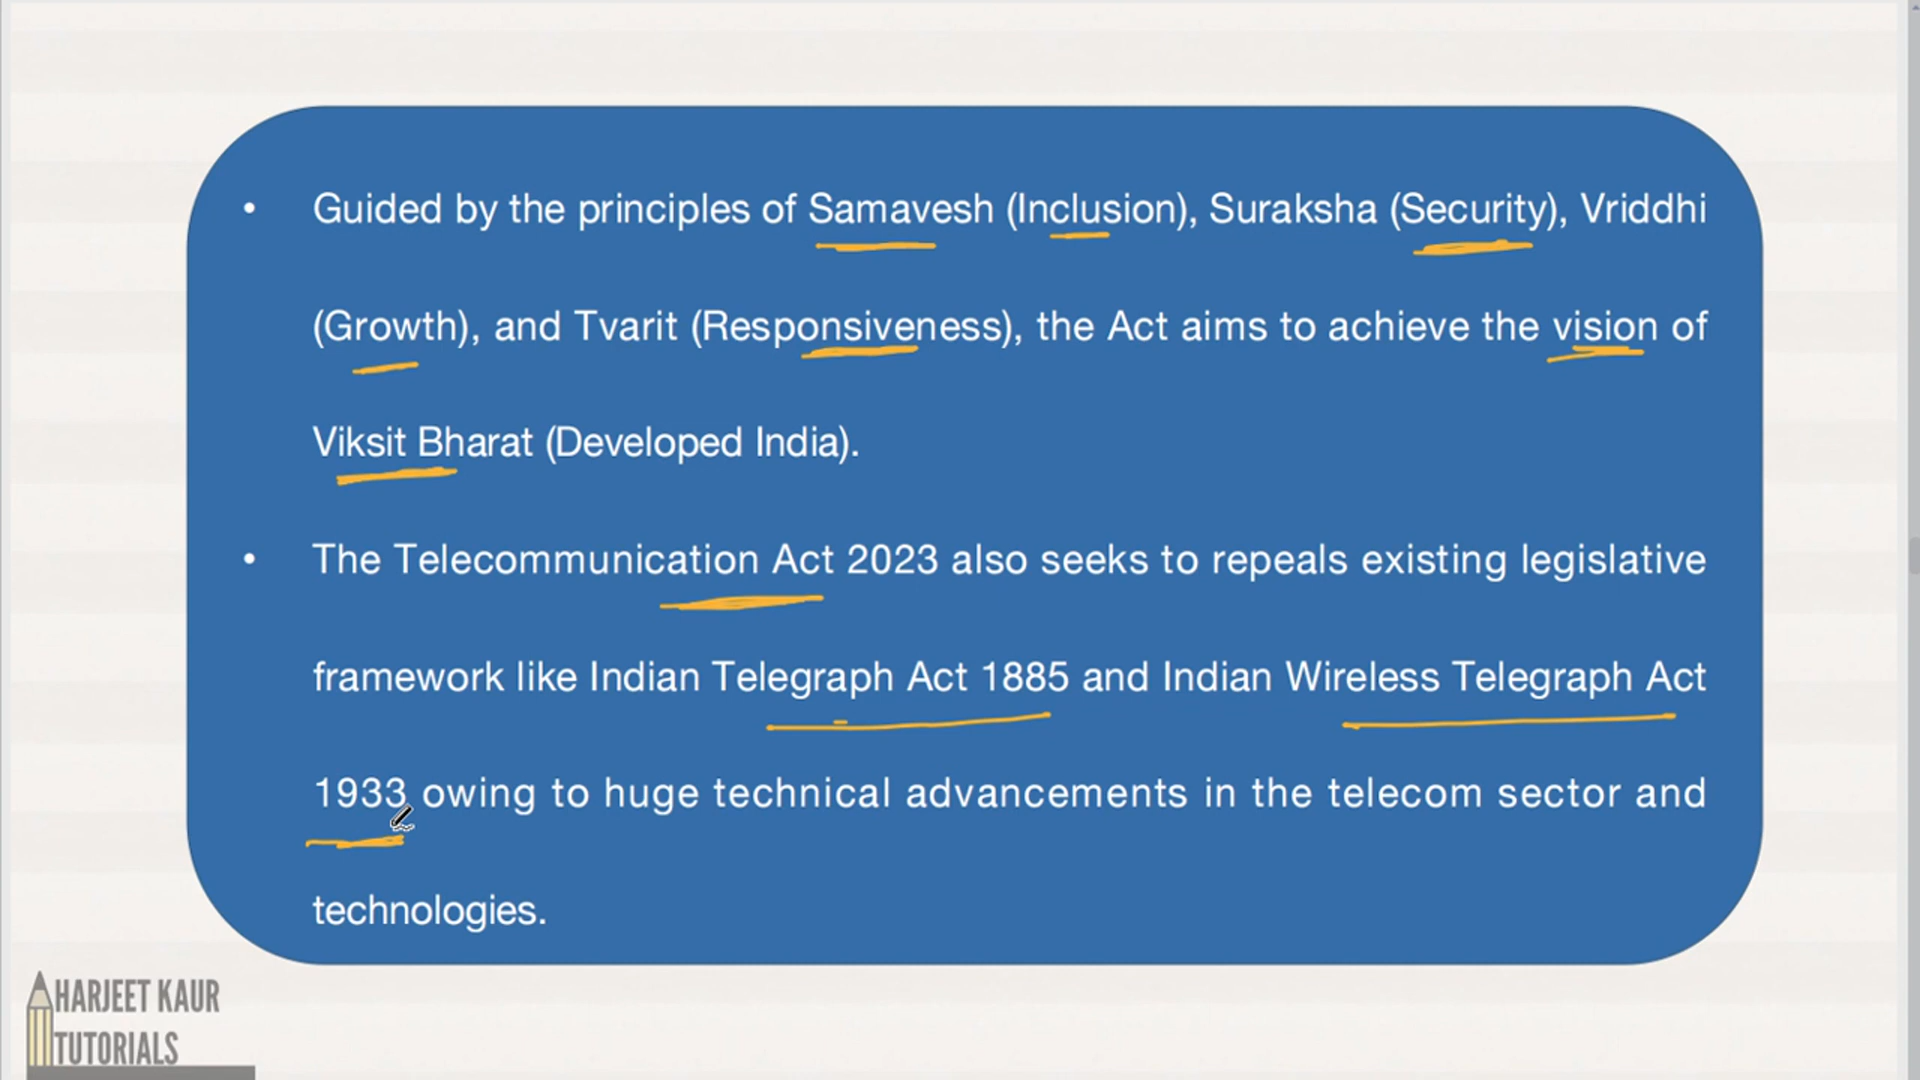 • Guided by the principles of Samavesh (Inclusion), Suraksha (Security), Vriddhi
(Growth), and Tvarit (Responsiveness), the Act aims to achieve the vision of
Viksit Bharat (Developed India).
• The Telecommunication Act 2023 also seeks to repeals existing legislative
framework like Indian Telegraph Act 1885 and Indian Wireless Telegraph Act
1933 owing to huge technical advancements in the telecom sector and
technologies.
HARJEET KAUR
TUTORIALS